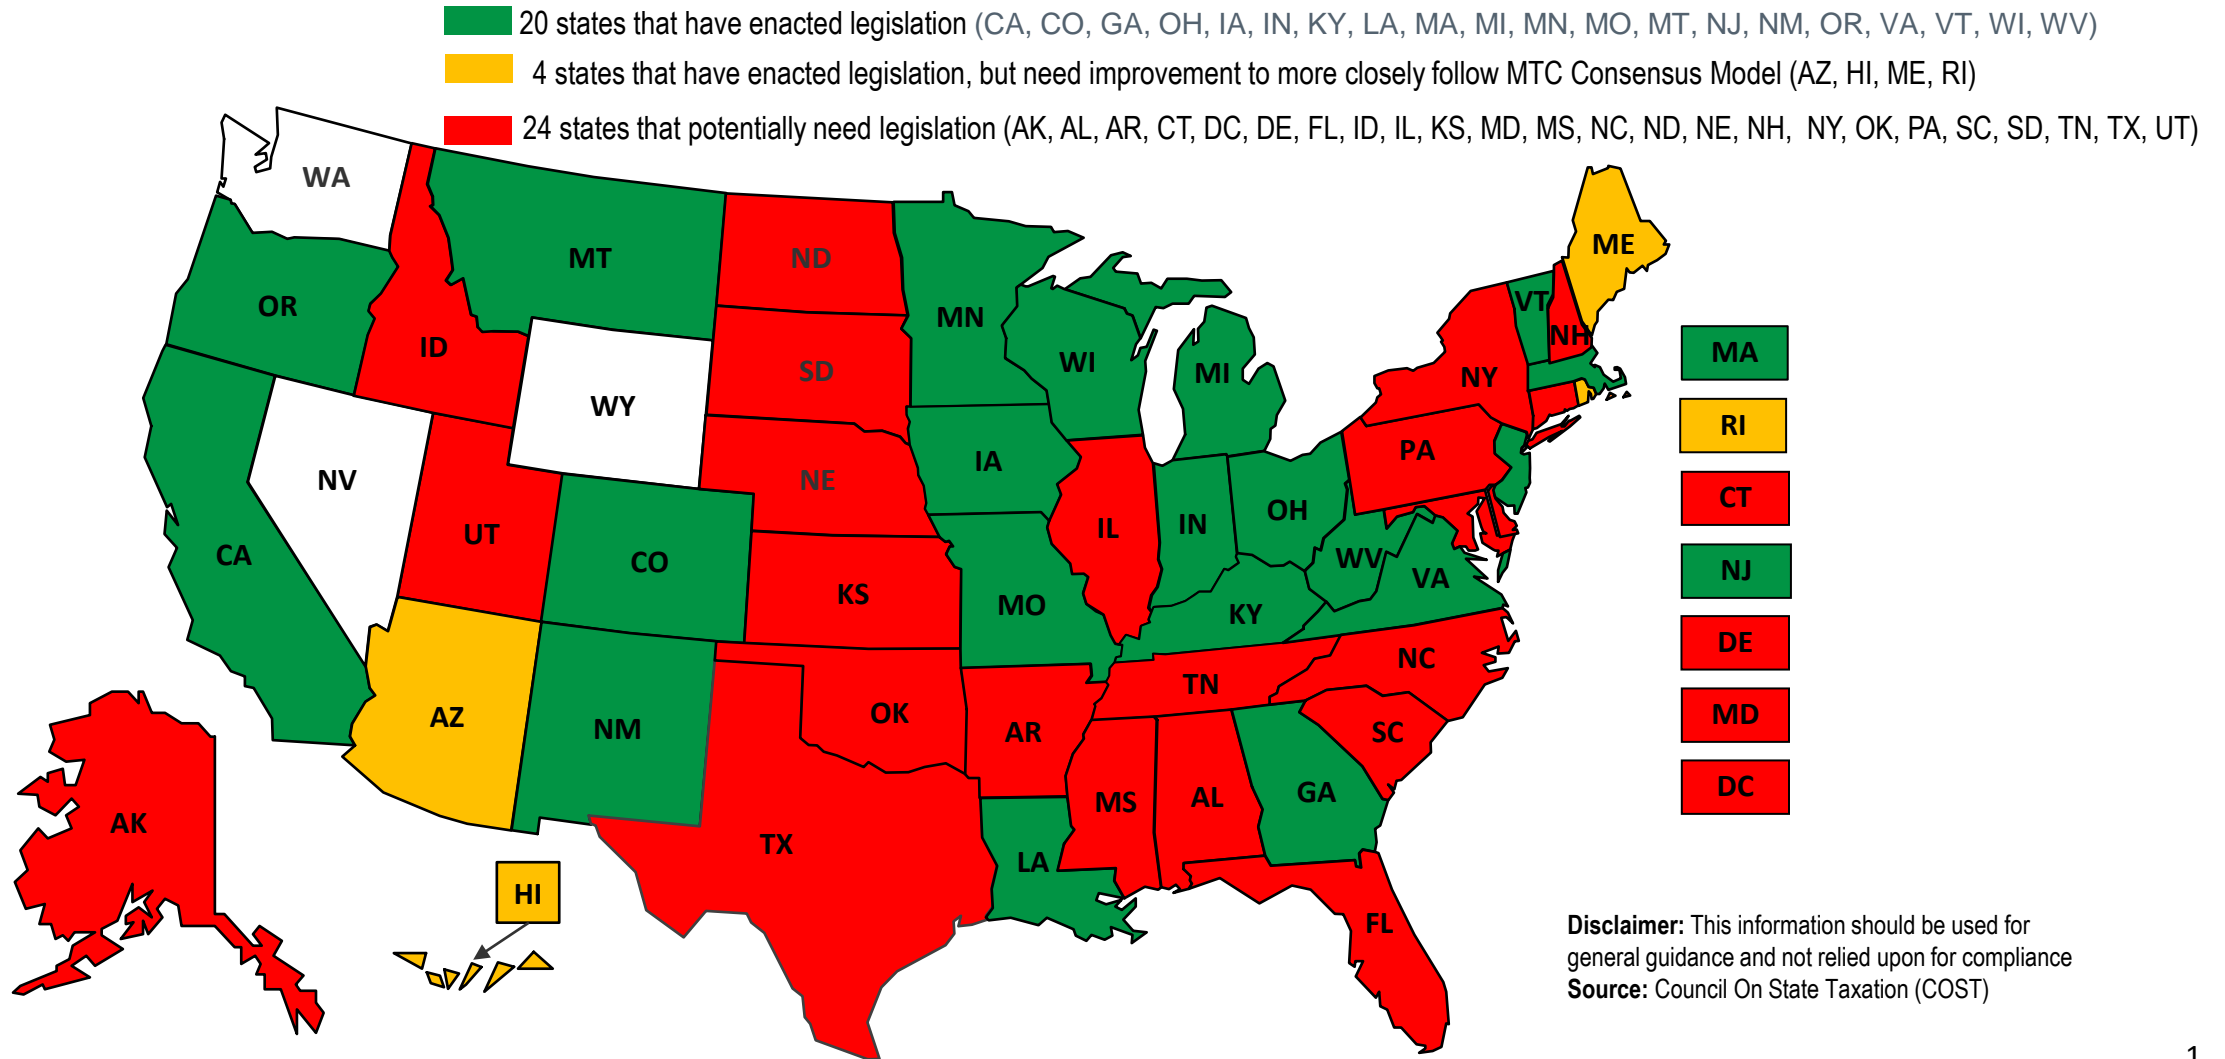 20 states that have enacted legislation (CA, CO, GA, OH, IA, IN, KY, LA, MA, MI, MN, MO, MT, NJ, NM, OR, VA, VT, WI, WV)
4 states that have enacted legislation, but need improvement to more closely follow MTC Consensus Model (AZ, HI, ME, RI)
24 states that potentially need legislation (AK, AL, AR, CT, DC, DE, FL, ID, IL, KS, MD, MS, NC, ND, NE, NH, NY, OK, PA, SC, SD, TN, TX, UT)
WA
ME
MT
ND
OR
VT
MN
NH
ID
MA
WI
SD
MI
NY
WY
RI
PA
IA
NV
NE
CT
OH
IN
IL
UT
CA
CO
WV
NJ
VA
KS
MO
KY
DE
NC
TN
OK
MD
AZ
NM
AR
SC
DC
GA
AL
MS
AK
TX
LA
HI
FL
Disclaimer: This information should be used for
general guidance and not relied upon for compliance
Source: Council On State Taxation (COST)
1